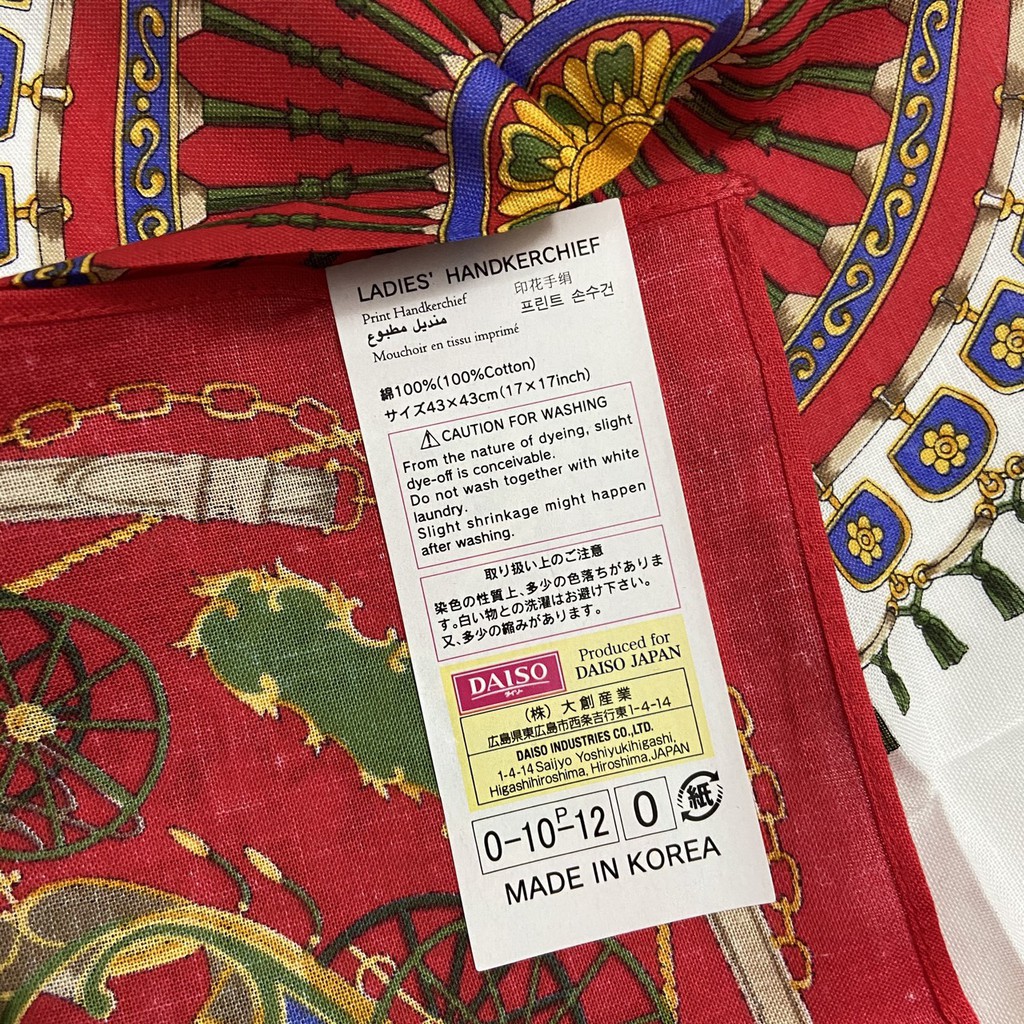 LADIES' HANDKERCHIEF
Print Handkerchief
印花手绢
منديل مطبوع
프린트 손수건
Mouchoir en tissu imprimé
綿100%(100%Cotton)
サイズ43×43cm(17×17inch)
⚠CAUTION FOR WASHING
From the nature of dyeing, slight
dye-off is conceivable.
Do not wash together with white
laundry.
Slight shrinkage might happen
after washing.
取り扱い上のご注意
染色の性質上、多少の色落ちがありま
す。白い物との洗濯はお避け下さい。
又、多少の縮みがあります。
DAISO
ダイソー
Produced for
DAISO JAPAN
(株)大創産業
広島県東広島市西条吉行東1-4-14
DAISO INDUSTRIES CO.,LTD.
1-4-14 Saijyo Yoshiyukihigashi,
Higashihiroshima, Hiroshima,JAPAN
0-10-P-12
0
紙
MADE IN KOREA